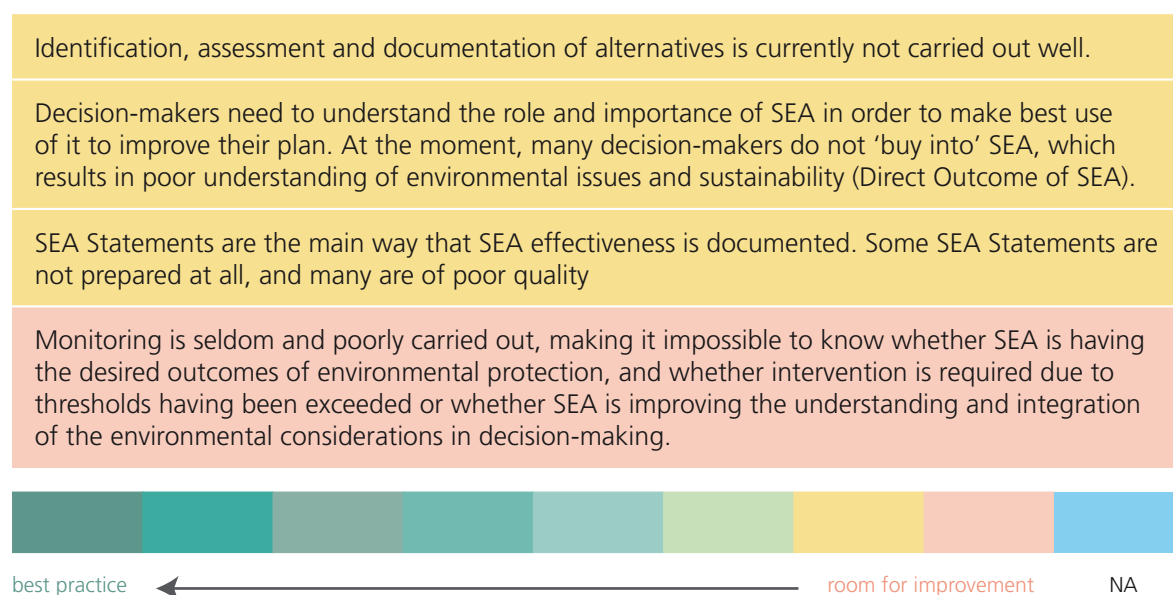 Identification, assessment and documentation of alternatives is currently not carried out well.
Decision-makers need to understand the role and importance of SEA in order to make best use
of it to improve their plan. At the moment, many decision-makers do not ‘buy into’ SEA, which
results in poor understanding of environmental issues and sustainability (Direct Outcome of SEA).
SEA Statements are the main way that SEA effectiveness is documented. Some SEA Statements are
not prepared at all, and many are of poor quality
Monitoring is seldom and poorly carried out, making it impossible to know whether SEA is having
the desired outcomes of environmental protection, and whether intervention is required due to
thresholds having been exceeded or whether SEA is improving the understanding and integration
of the environmental considerations in decision-making.
best practice room for improvement NA